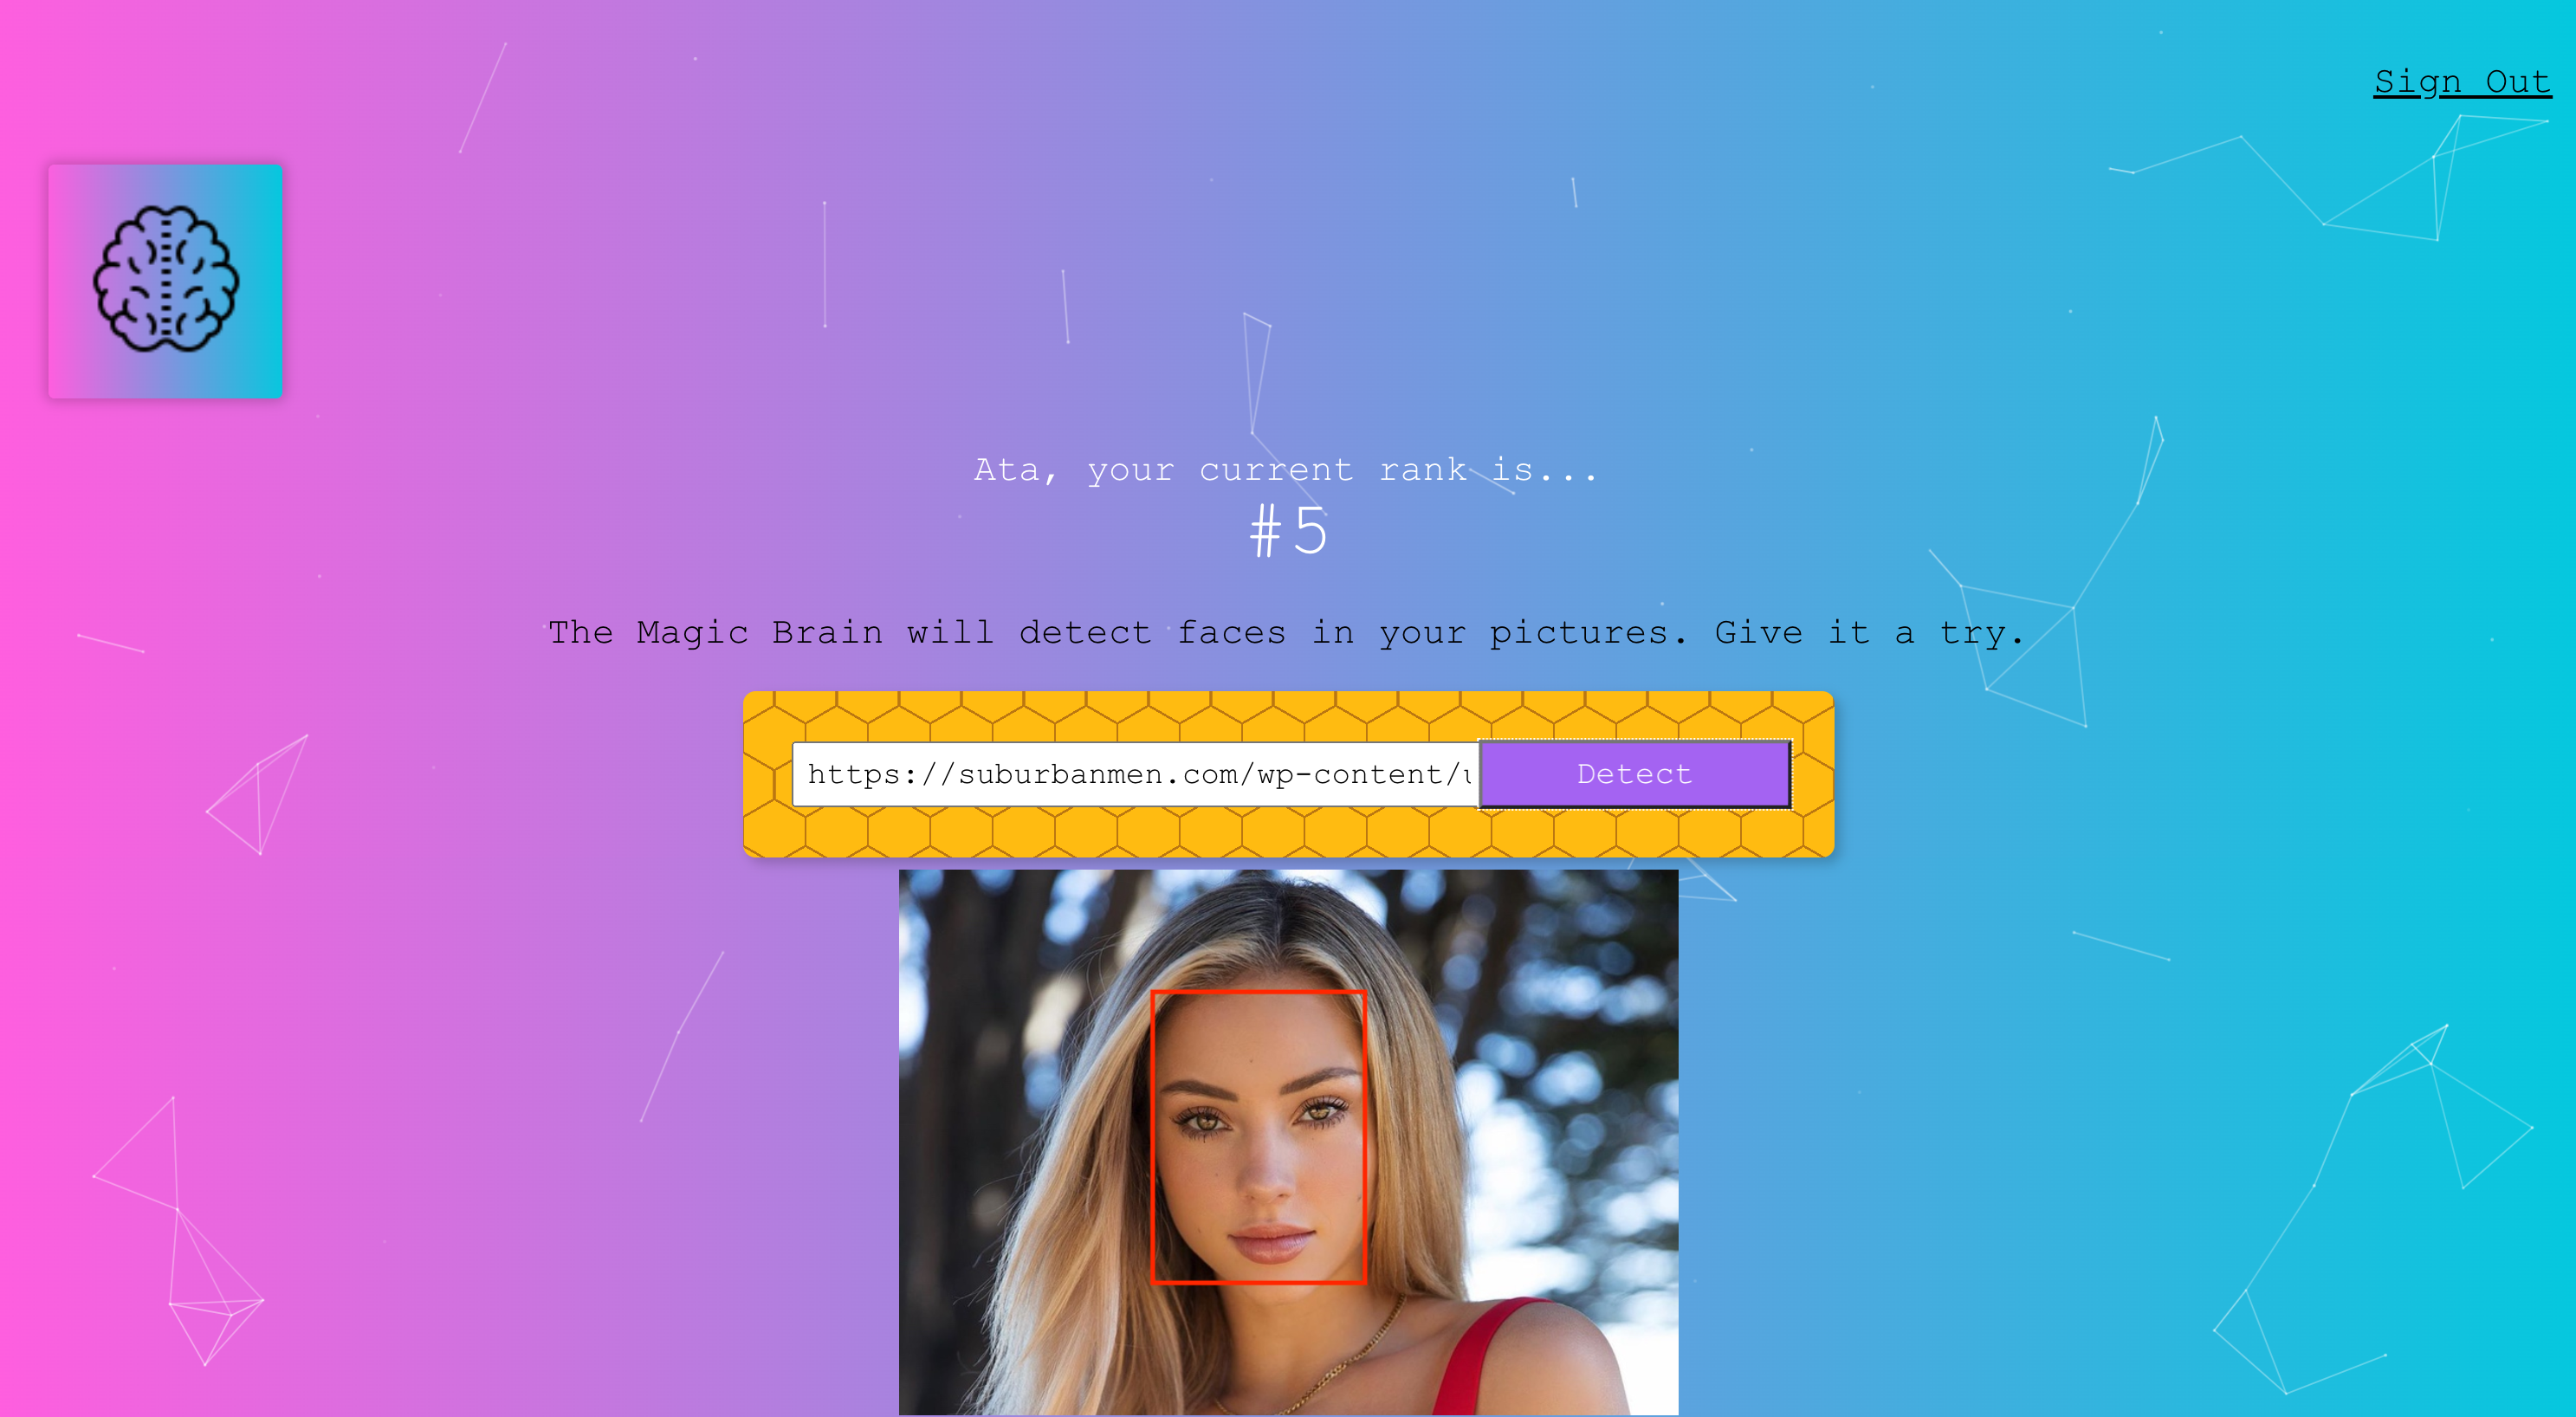 Sign Out
Ata, your current rank is...
#5
The Magic Brain will detect faces in your pictures. Give it a try.
https://suburbanmen.com/wp-content/
Detect